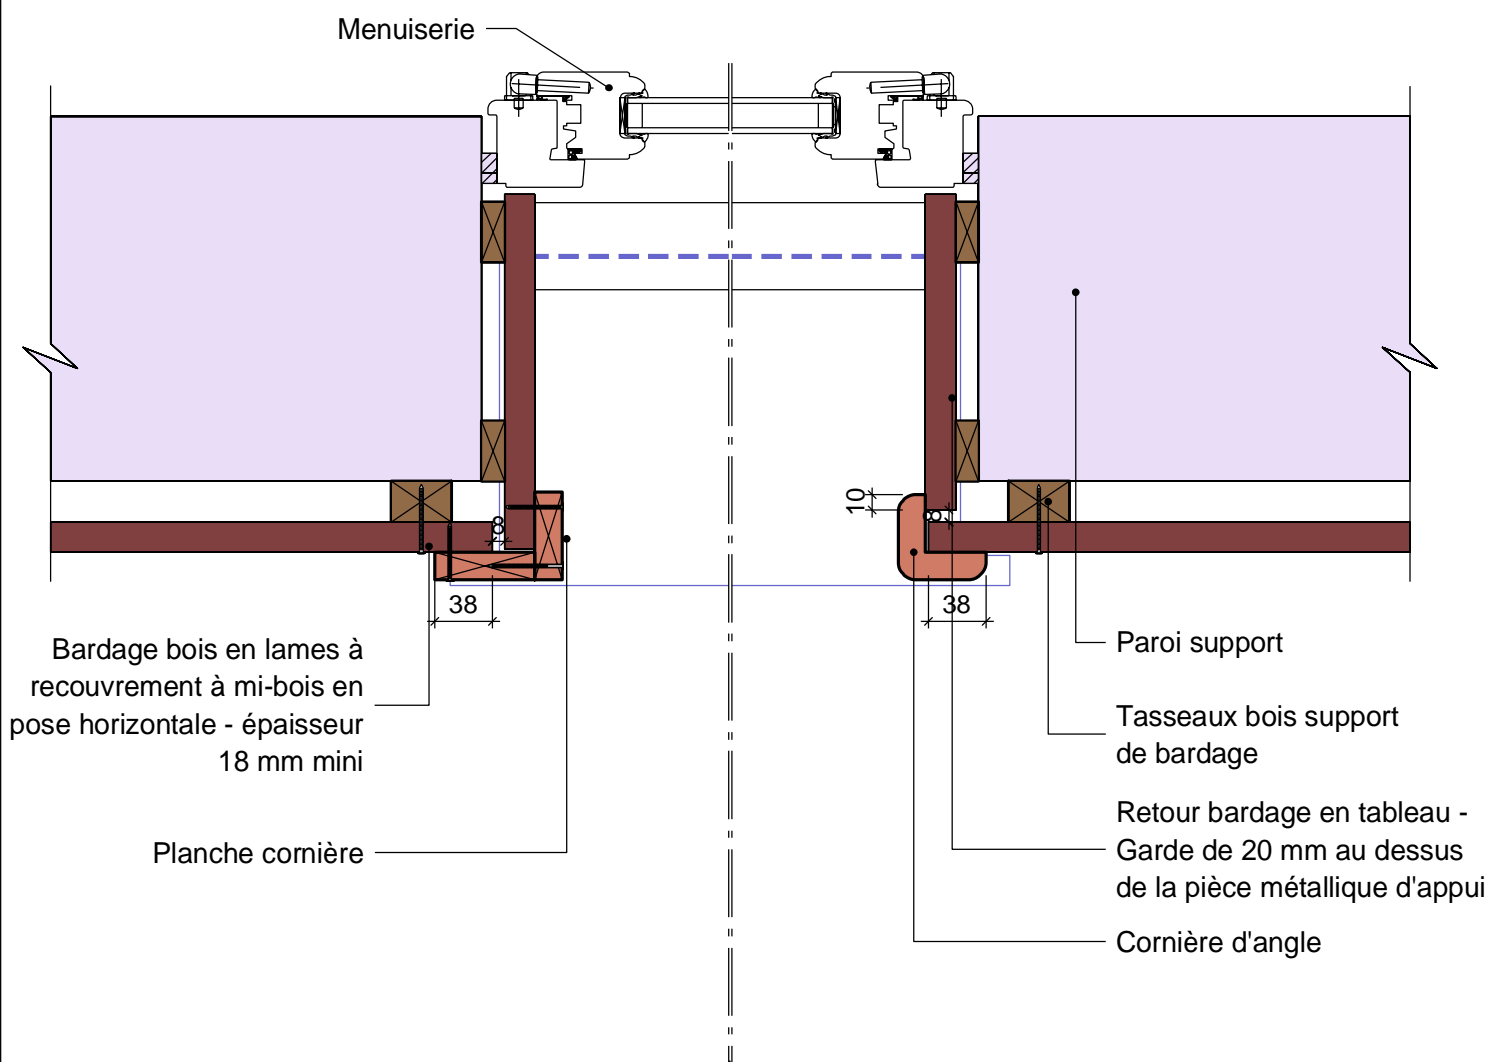 Menuiserie
10
8
8
38
38
Bardage bois en lames à
recouvrement à mi-bois en
pose horizontale - épaisseur
18 mm mini
Planche cornière
Paroi support
Tasseaux bois support
de bardage
Retour bardage en tableau -
Garde de 20 mm au dessus
de la pièce métallique d'appui
Cornière d'angle